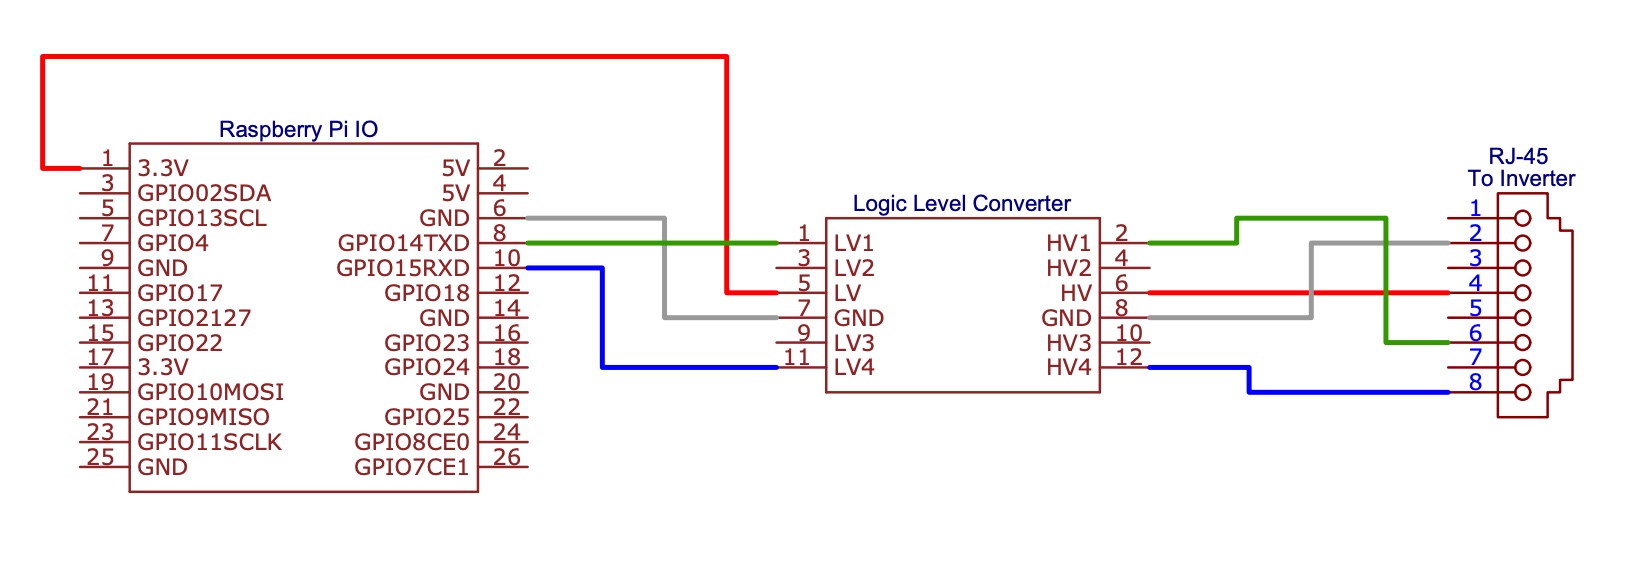 Raspberry Pi IO
1 3.3V 5V 2
3 GPIO02SDA 5V 4
5 GPIO13SCL GND 6
7 GPIO4 GPIO14TXD 8
9 GND GPIO15RXD 10
11 GPIO17 GPIO18 12
13 GPIO2127 GND 14
15 GPIO22 GPIO23 16
17 3.3V GPIO24 18
19 GPIO10MOSI GND 20
21 GPIO9MISO GPIO25 22
23 GPIO11SCLK GPIO8CE0 24
25 GND GPIO7CE1 26
Logic Level Converter
1 LV1 HV1 2
3 LV2 HV2 4
5 LV HV 6
7 GND GND 8
9 LV3 HV3 10
11 LV4 HV4 12
RJ-45
To Inverter
1
2
3
4
5
6
7
8